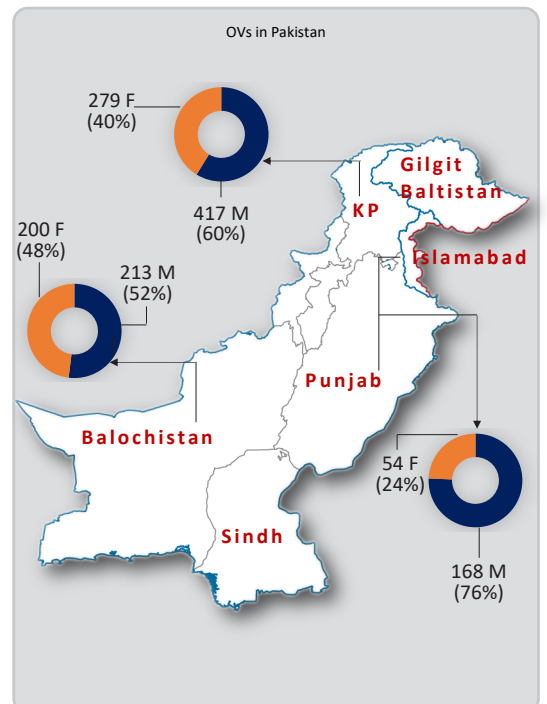 OVs in Pakistan
279 F
(40%)
417 M
(60%)
Gilgit
Baltistan
KP
Islamabad
200 F
(48%)
213 M
(52%)
Punjab
Balochistan
54 F
(24%)
Sindh
168 M
(76%)